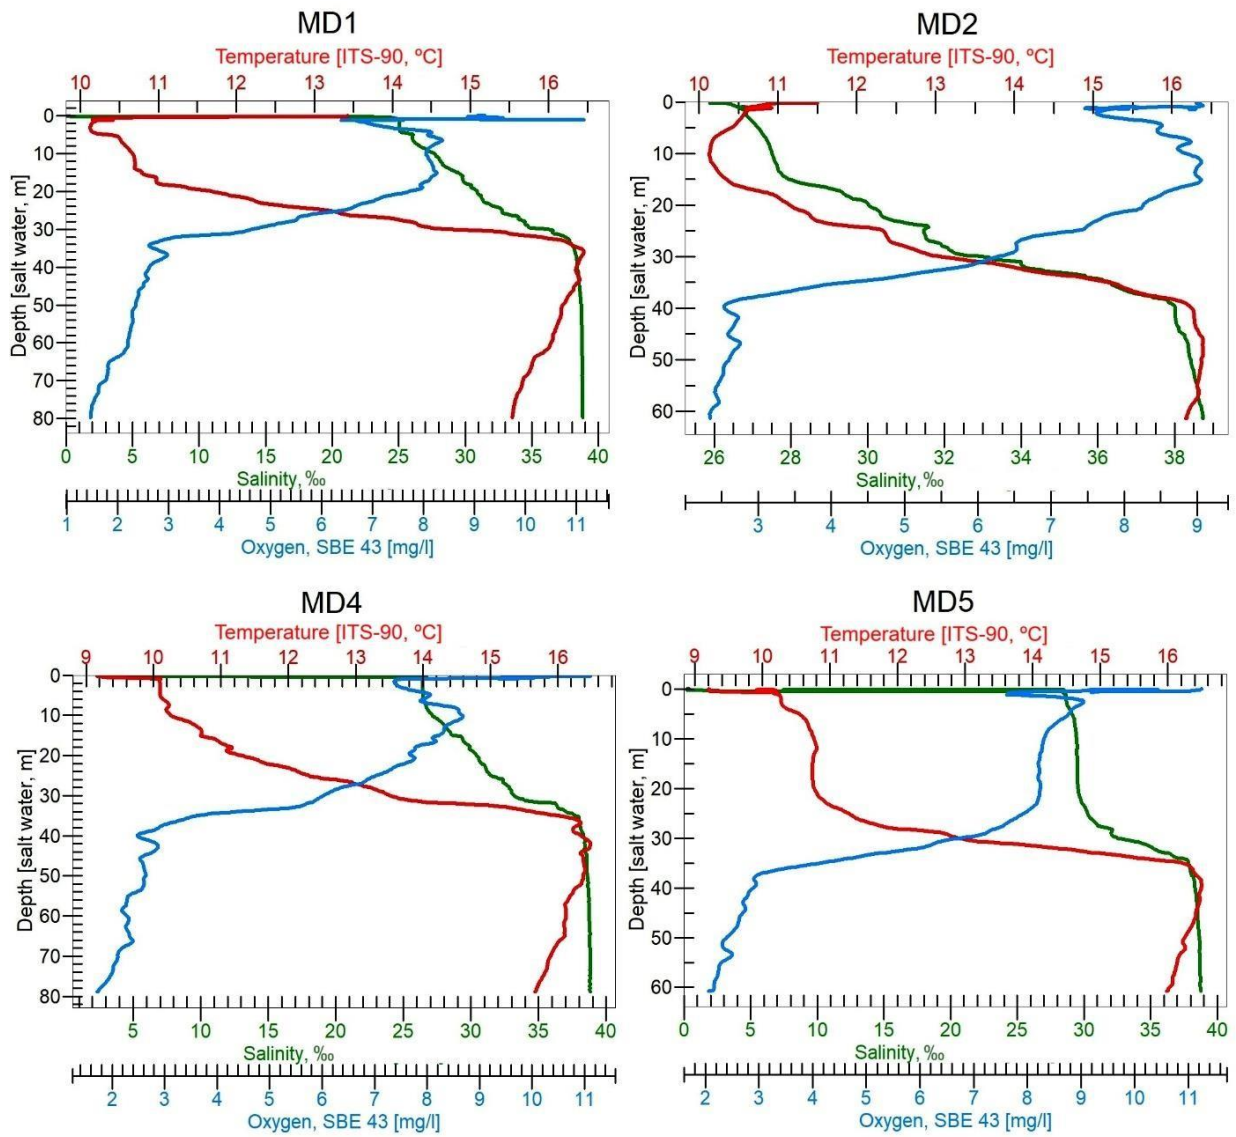 MD1
Temperature [ITS-90, ºC]
10 11 12 13 14 15 16
Depth [salt water, m]
0
10
20
30
40
50
60
70
80
0 5 10 15 20 25 30 35 40
Salinity, ‰
1 2 3 4 5 6 7 8 9 10 11
Oxygen, SBE 43 [mg/l]
MD2
Temperature [ITS-90, ºC]
10 11 12 13 14 15 16
Depth [salt water, m]
0
10
20
30
40
50
60
26 28 30 32 34 36 38
Salinity, ‰
3 4 5 6 7 8 9
Oxygen, SBE 43 [mg/l]
MD4
Temperature [ITS-90, ºC]
9 10 11 12 13 14 15 16
Depth [salt water, m]
0
10
20
30
40
50
60
70
80
5 10 15 20 25 30 35 40
Salinity, ‰
2 3 4 5 6 7 8 9 10 11
Oxygen, SBE 43 [mg/l]
MD5
Temperature [ITS-90, ºC]
9 10 11 12 13 14 15 16
Depth [salt water, m]
0
10
20
30
40
50
60
0 5 10 15 20 25 30 35 40
Salinity, ‰
2 3 4 5 6 7 8 9 10 11
Oxygen, SBE 43 [mg/l]